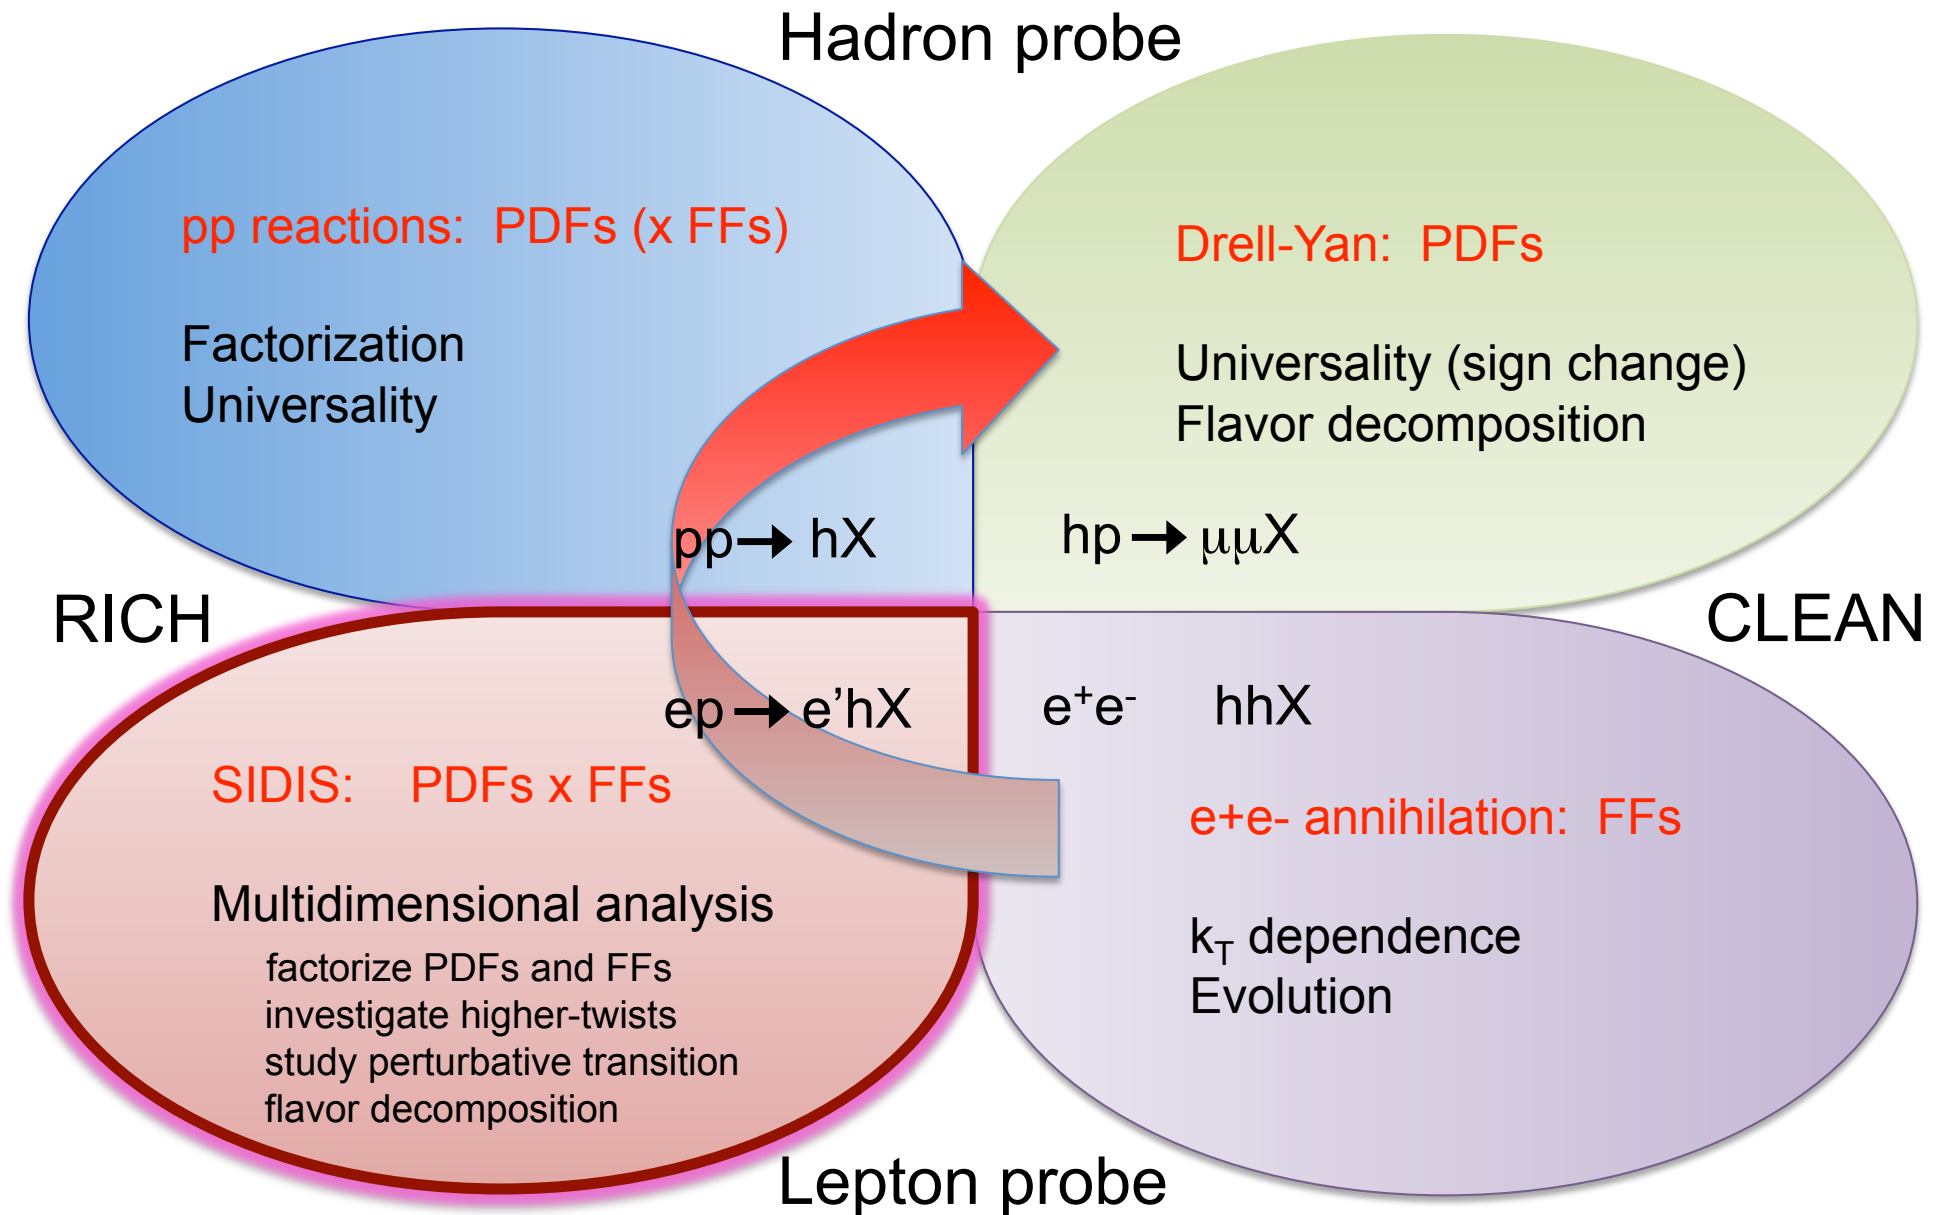 Hadron probe
pp reactions: PDFs (x FFs)
Factorization
Universality
pp → hX
Drell-Yan: PDFs
Universality (sign change)
Flavor decomposition
hp → μμX
RICH
CLEAN
ep → e’hX
SIDIS: PDFs x FFs
Multidimensional analysis
factorize PDFs and FFs
investigate higher-twists
study perturbative transition
flavor decomposition
e⁺e⁻ hhX
e+e- annihilation: FFs
k_T dependence
Evolution
Lepton probe